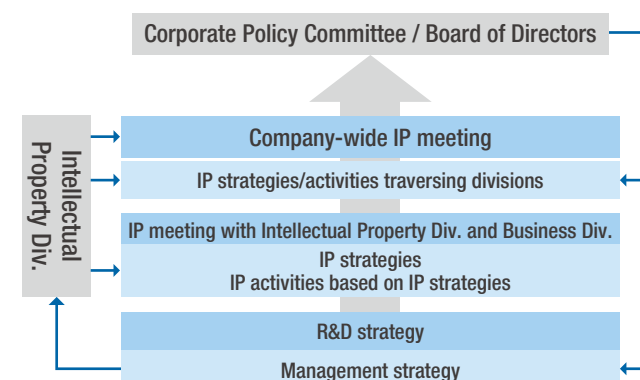 Corporate Policy Committee / Board of Directors
Intellectual
Property Div.
Company-wide IP meeting
IP strategies/activities traversing divisions
IP meeting with Intellectual Property Div. and Business Div.
IP strategies
IP activities based on IP strategies
R&D strategy
Management strategy